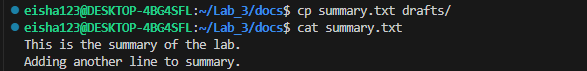 eisha123@DESKTOP-4BG4SFL:~/Lab_3/docs$ cp summary.txt drafts/
eisha123@DESKTOP-4BG4SFL:~/Lab_3/docs$ cat summary.txt
This is the summary of the lab.
Adding another line to summary.